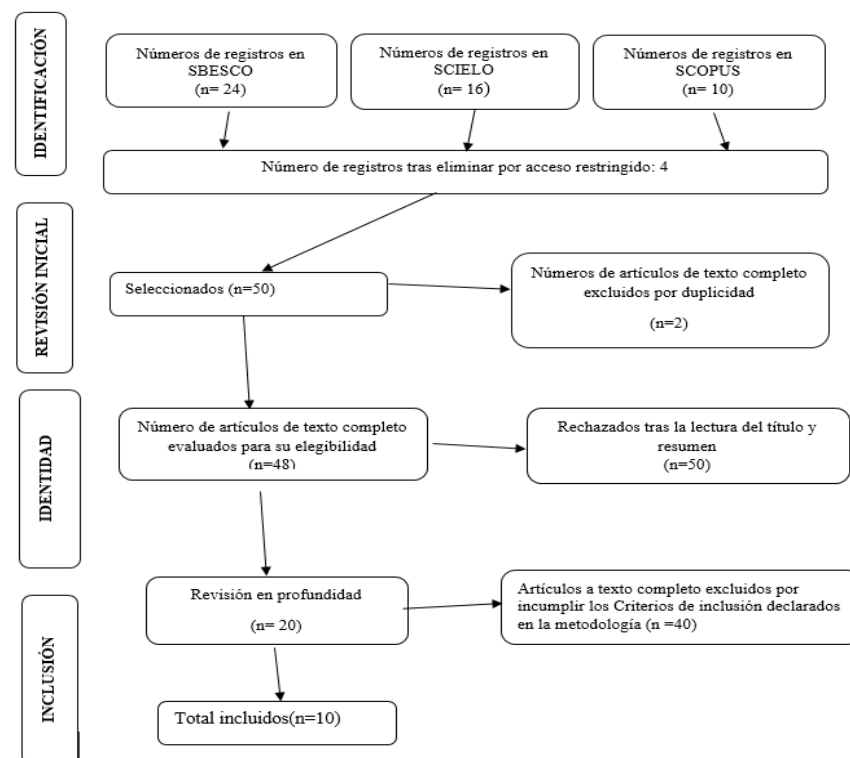 IDENTIFICACIÓN
Números de registros en
SBESCO
(n= 24)
Números de registros en
SCIELO
(n= 16)
Números de registros en
SCOPUS
(n= 10)
Número de registros tras eliminar por acceso restringido: 4
REVISIÓN INICIAL
Seleccionados (n=50)
Números de artículos de texto completo
excluidos por duplicidad
(n=2)
IDENTIDAD
Número de artículos de texto completo
evaluados para su elegibilidad
(n=48)
Rechazados tras la lectura del título y
resumen
(n=50)
INCLUSIÓN
Revisión en profundidad
(n= 20)
Artículos a texto completo excluidos por
incumplir los Criterios de inclusión declarados
en la metodología (n =40)
Total incluidos(n=10)